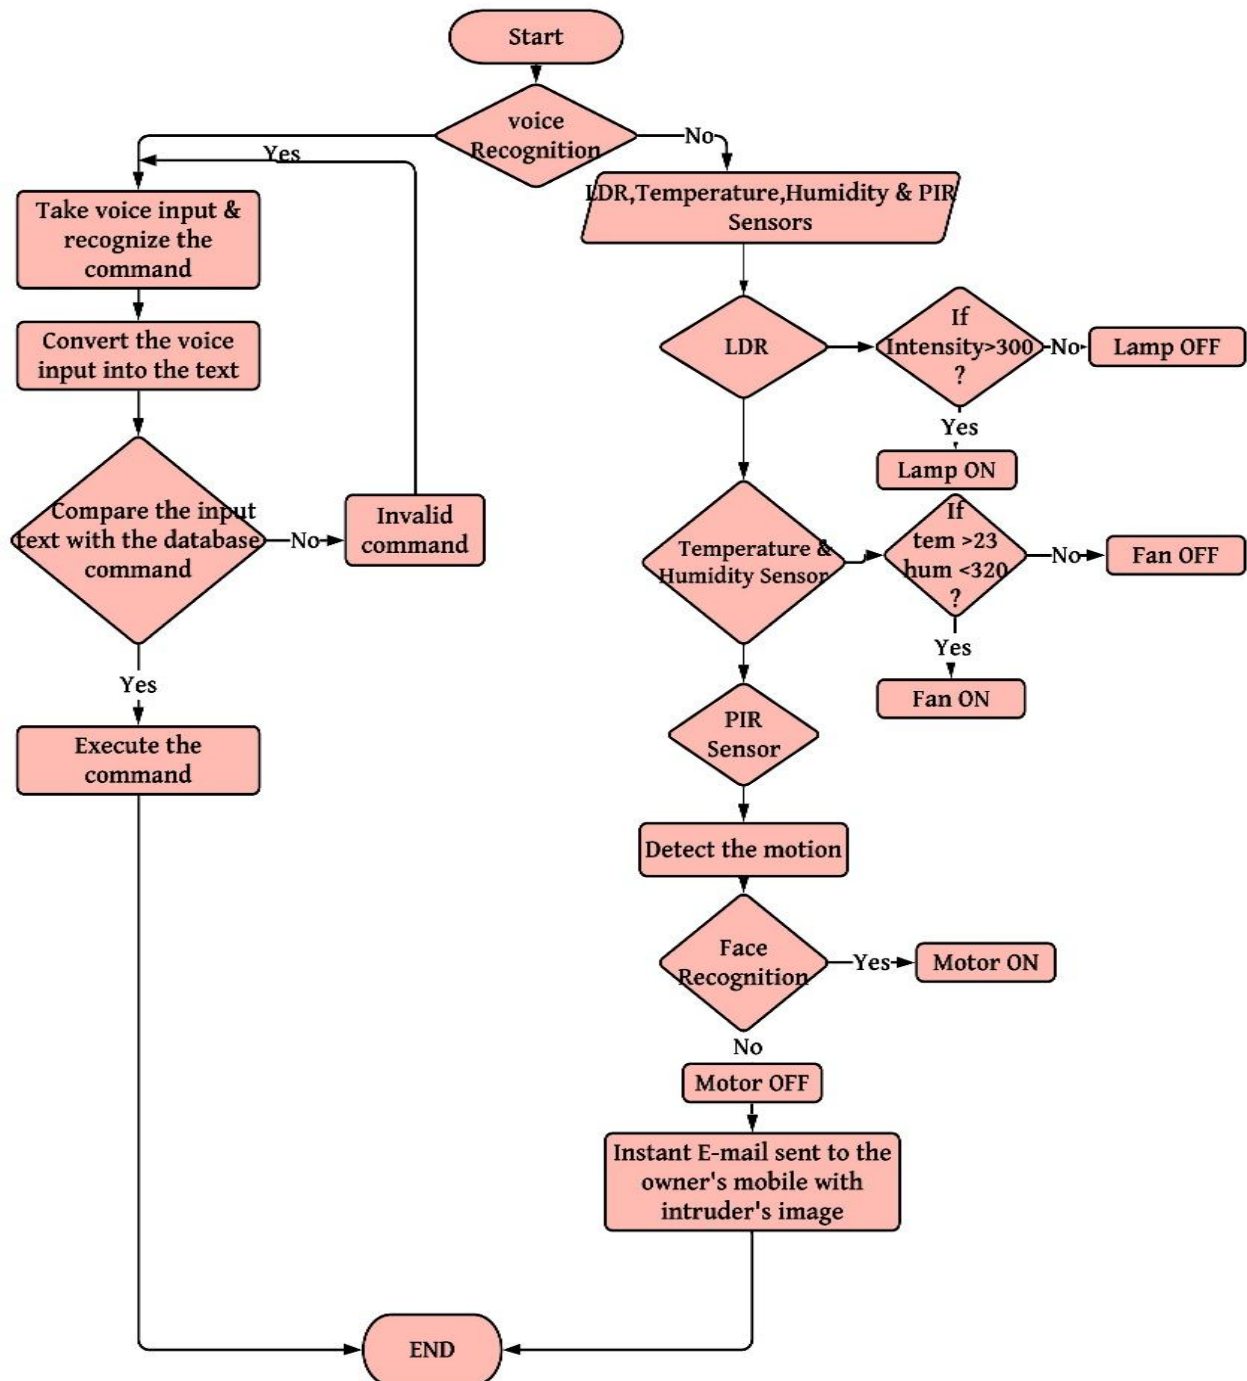 Start
voice
Recognition
Yes
No
Take voice input &
recognize the
command
Convert the voice
input into the text
Compare the input
text with the database
command
No
Invalid
command
Yes
Execute the
command
LDR,Temperature,Humidity & PIR
Sensors
LDR
If
Intensity>300
?
No
Lamp OFF
Yes
Lamp ON
Temperature &
Humidity Sensor
If
tem >23
hum <320
?
No
Fan OFF
Yes
Fan ON
PIR
Sensor
Detect the motion
Face
Recognition
Yes
Motor ON
No
Motor OFF
Instant E-mail sent to the
owner's mobile with
intruder's image
END